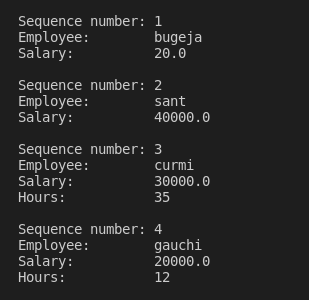 Sequence number: 1
Employee:        bugeja
Salary:          20.0

Sequence number: 2
Employee:        sant
Salary:          40000.0

Sequence number: 3
Employee:        curmi
Salary:          30000.0
Hours:           35

Sequence number: 4
Employee:        gauchi
Salary:          20000.0
Hours:           12